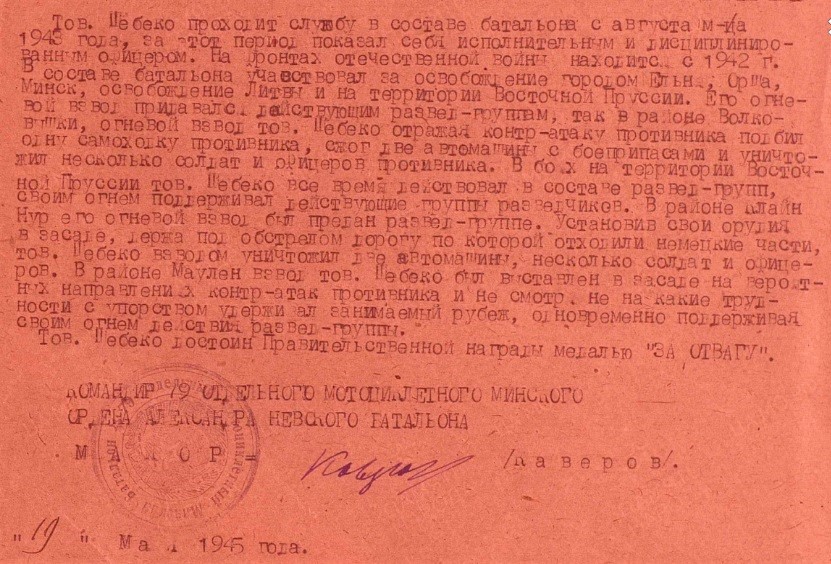 Тов. Шебеко проходит службу в составе батальона с августа м-ца
1943 года, за этот период показал себя исполнительным и дисциплиниро-
ванным офицером. На фронтах отечественной войны находится с 1942 г.
В составе батальона участвовал за освобождение городом Ельня, Орша,
Минск, освобождение Литвы и на территории Восточной Пруссии. Его огне-
вой взвод придавался действующим развед-группам, так в районе Волко-
вышки, огневой взвод тов. Шебеко отражая контр-атаку противника подбил
одну самоходку противника, сжог две автомашины с боеприпасами и уничто-
жил несколько солдат и офицеров противника. В боях на территории Восточ-
ной Пруссии тов. Шебеко все время действовал в составе развед-групп,
своим огнем поддерживал действующие группы разведчиков. В районе Клайн
Нур его огневой взвод был предан развед-группе. Установив свои орудия
в засаде, держа под обстрелом дорогу по которой отходили немецкие части,
тов. Шебеко взводом уничтожил две автомашины, несколько солдат и офице-
ров. В районе Маулен взвод тов. Шебеко был выставлен в засаде на вероят-
ных направлениях контр-атак противника и не смотря не на какие труд-
ности с упорством удерживал занимаемый рубеж, одновременно поддерживая
своим огнем действия развед-группы.
Тов. Шебеко достоин Правительственной награды медалью "ЗА ОТВАГУ".
КОМАНДИР 79 ОТДЕЛЬНОГО МОТОЦИКЛЕТНОГО МИНСКОГО
ОРДЕНА АЛЕКСАНДРА НЕВСКОГО БАТАЛЬОНА
МАЙОР - /Каверов/.
"19" Мая 1945 года.